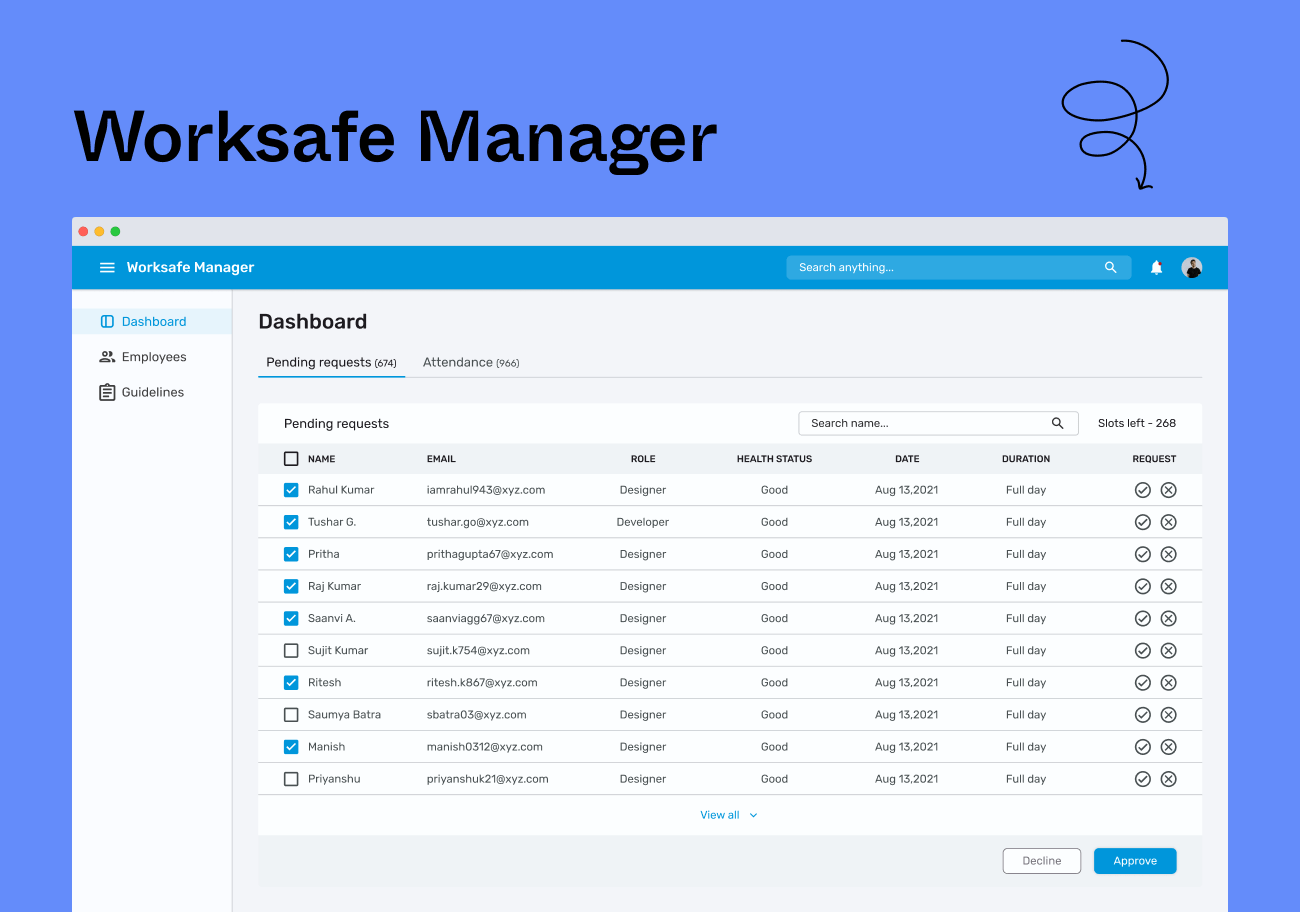 Worksafe Manager
Worksafe Manager Search anything...
Dashboard
Employees
Guidelines
Dashboard
Pending requests (674) Attendance (966)
Pending requests Search name... Slots left - 268
NAME EMAIL ROLE HEALTH STATUS DATE DURATION REQUEST
Rahul Kumar iamrahul943@xyz.com Designer Good Aug 13,2021 Full day
Tushar G. tushar.go@xyz.com Developer Good Aug 13,2021 Full day
Pritha prithagupta67@xyz.com Designer Good Aug 13,2021 Full day
Raj Kumar raj.kumar29@xyz.com Designer Good Aug 13,2021 Full day
Saanvi A. saanviagg67@xyz.com Designer Good Aug 13,2021 Full day
Sujit Kumar sujit.k754@xyz.com Designer Good Aug 13,2021 Full day
Ritesh ritesh.k867@xyz.com Designer Good Aug 13,2021 Full day
Saumya Batra sbatra03@xyz.com Designer Good Aug 13,2021 Full day
Manish manish0312@xyz.com Designer Good Aug 13,2021 Full day
Priyanshu priyanshuk21@xyz.com Designer Good Aug 13,2021 Full day
View all
Decline Approve